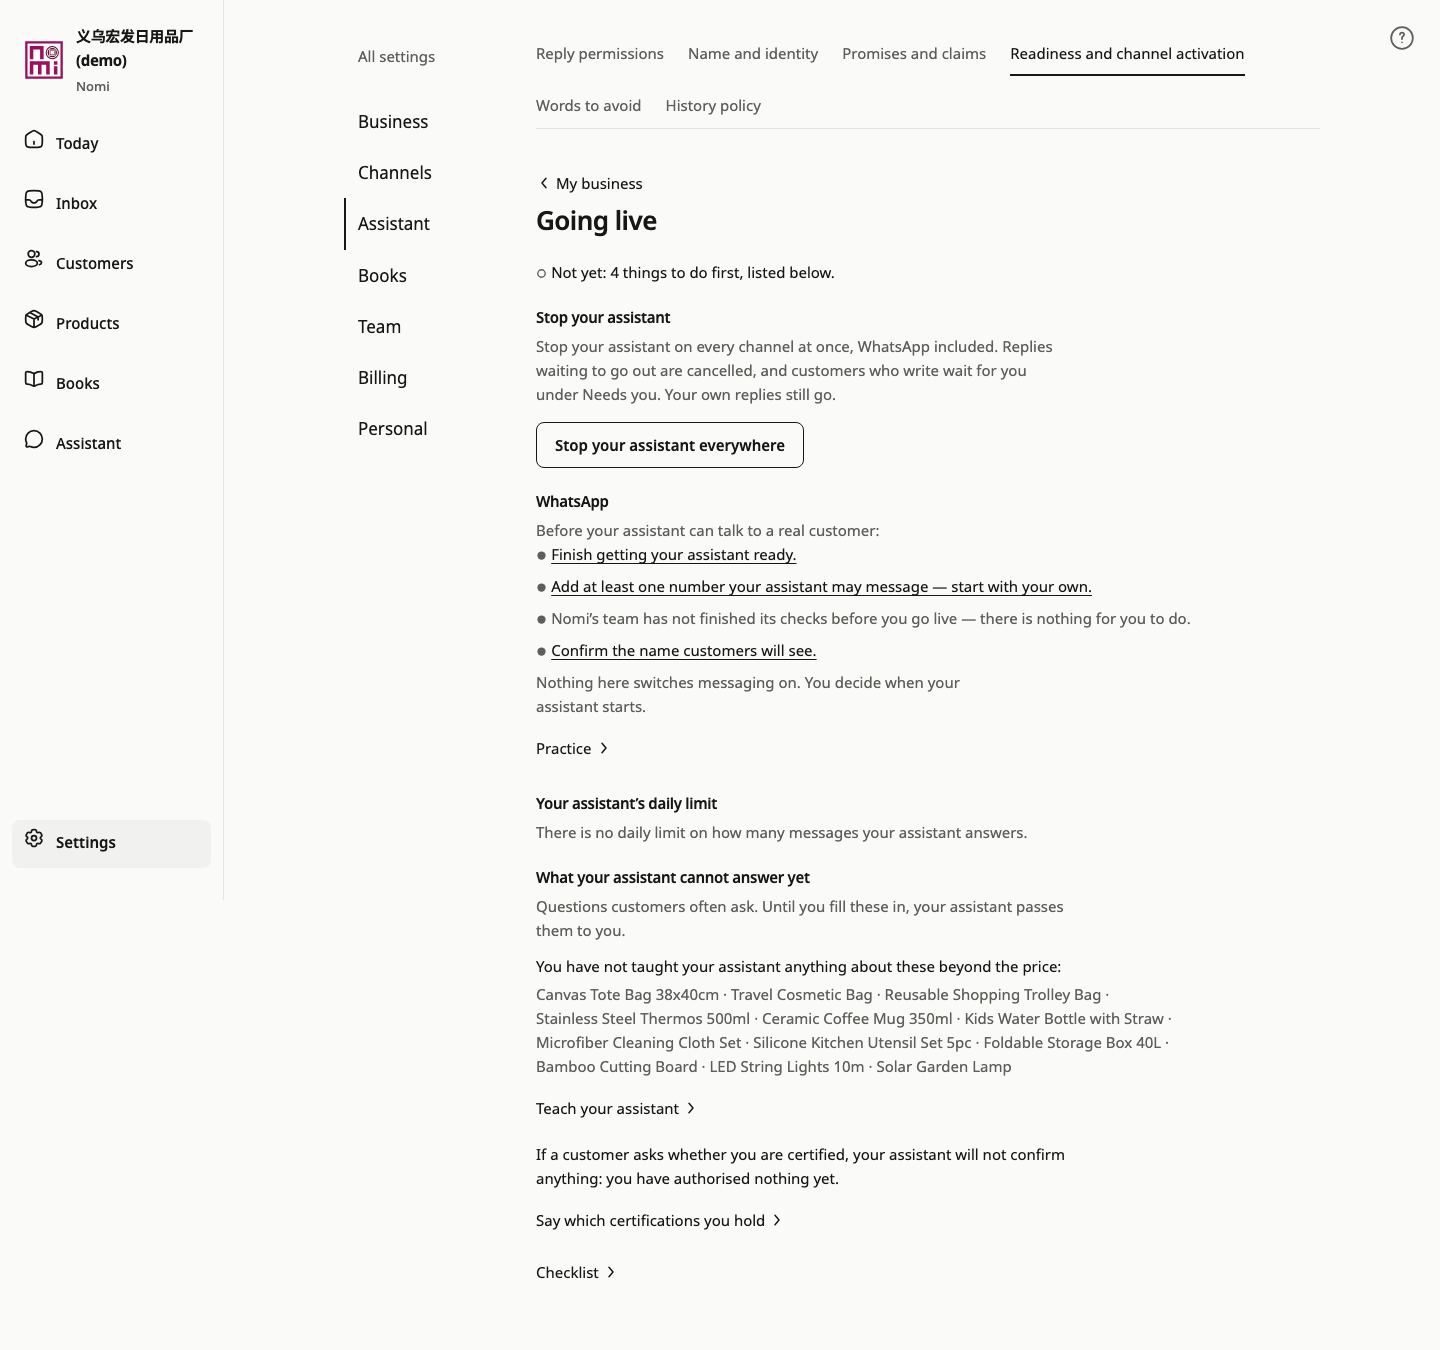 义乌宏发日用品厂
(demo)
Nomi
Today
Inbox
Customers
Products
Books
Assistant
Settings
All settings
Business
Channels
Assistant
Books
Team
Billing
Personal
Reply permissions Name and identity Promises and claims Readiness and channel activation
Words to avoid History policy
My business
Going live
Not yet: 4 things to do first, listed below.
Stop your assistant
Stop your assistant on every channel at once, WhatsApp included. Replies
waiting to go out are cancelled, and customers who write wait for you
under Needs you. Your own replies still go.
Stop your assistant everywhere
WhatsApp
Before your assistant can talk to a real customer:
Finish getting your assistant ready.
Add at least one number your assistant may message — start with your own.
Nomi’s team has not finished its checks before you go live — there is nothing for you to do.
Confirm the name customers will see.
Nothing here switches messaging on. You decide when your
assistant starts.
Practice
Your assistant’s daily limit
There is no daily limit on how many messages your assistant answers.
What your assistant cannot answer yet
Questions customers often ask. Until you fill these in, your assistant passes
them to you.
You have not taught your assistant anything about these beyond the price:
Canvas Tote Bag 38x40cm · Travel Cosmetic Bag · Reusable Shopping Trolley Bag ·
Stainless Steel Thermos 500ml · Ceramic Coffee Mug 350ml · Kids Water Bottle with Straw ·
Microfiber Cleaning Cloth Set · Silicone Kitchen Utensil Set 5pc · Foldable Storage Box 40L ·
Bamboo Cutting Board · LED String Lights 10m · Solar Garden Lamp
Teach your assistant
If a customer asks whether you are certified, your assistant will not confirm
anything: you have authorised nothing yet.
Say which certifications you hold
Checklist